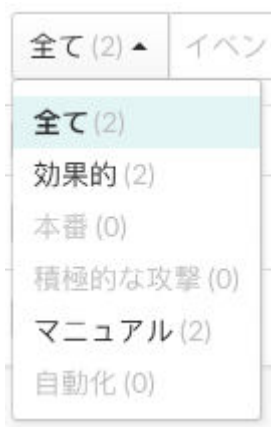 全て (2) ▲ イベン
全て (2)
効果的 (2)
本番 (0)
積極的な攻撃 (0)
マニュアル (2)
自動化 (0)